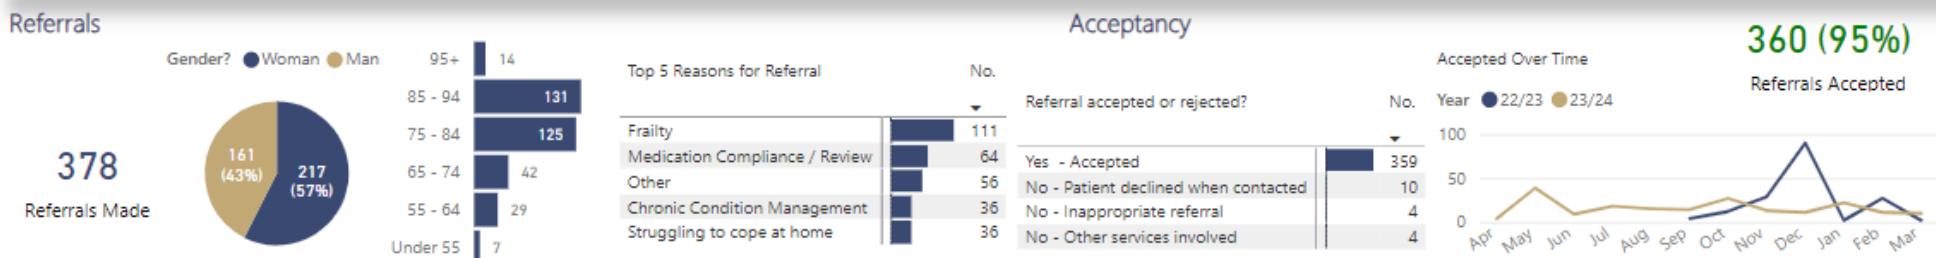 Referrals
Gender? Woman Man
161
(43%)
217
(57%)
378
Referrals Made
95+ 14
85 - 94 131
75 - 84 125
65 - 74 42
55 - 64 29
Under 55 7
Top 5 Reasons for Referral No.
Frailty 111
Medication Compliance / Review 64
Other 56
Chronic Condition Management 36
Struggling to cope at home 36
Acceptancy
Referral accepted or rejected? No.
Yes - Accepted 359
No - Patient declined when contacted 10
No - Inappropriate referral 4
No - Other services involved 4
360 (95%)
Referrals Accepted
Accepted Over Time
Year 22/23 23/24
100
50
0
Apr May Jun Jul Aug Sep Oct Nov Dec Jan Feb Mar